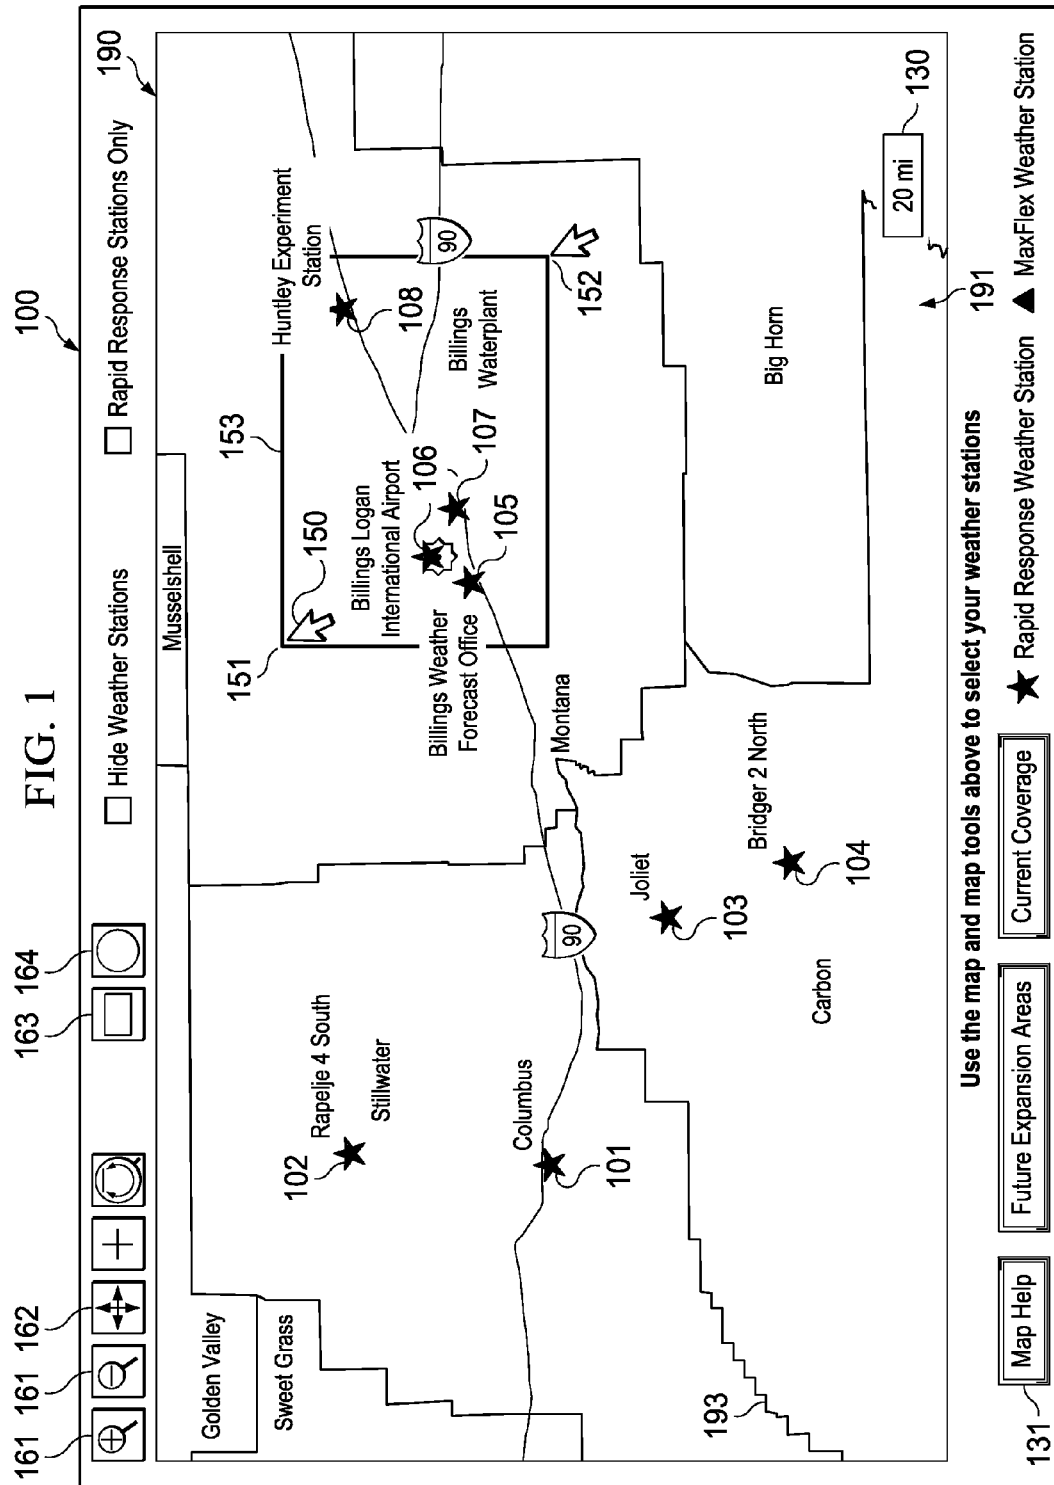 FIG. 1
100
161
161
162
163
164
Hide Weather Stations
Rapid Response Stations Only
190
Golden Valley
Sweet Grass
Musselshell
151
150
153
Huntley Experiment
Station
102
Rapelje 4 South
Stillwater
Billings Logan
International Airport
106
108
90
Billings Weather
Forecast Office
105
107
Billings
Waterplant
Columbus
101
Montana
152
90
Joliet
103
193
Carbon
Bridger 2 North
104
Big Horn
20 mi
130
191
Use the map and map tools above to select your weather stations
131
Map Help
Future Expansion Areas
Current Coverage
Rapid Response Weather Station
MaxFlex Weather Station